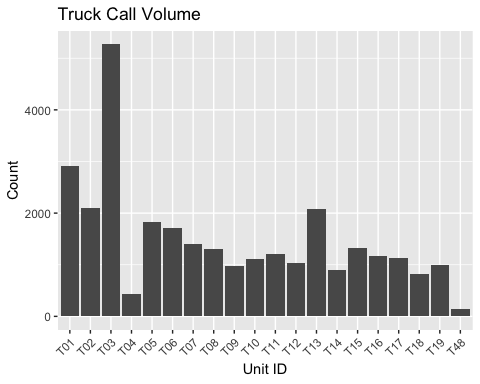 Truck Call Volume
Count
4000
2000
0
T01 T02 T03 T04 T05 T06 T07 T08 T09 T10 T11 T12 T13 T14 T15 T16 T17 T18 T19 T48
Unit ID